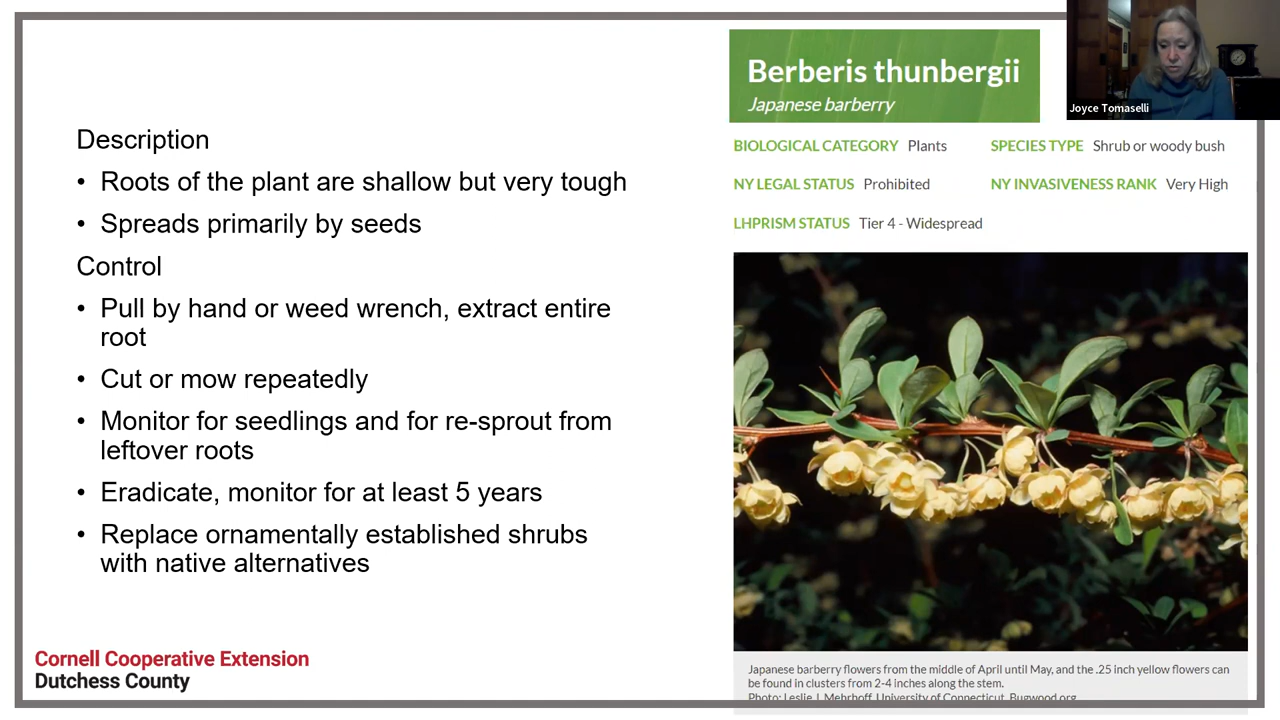 Description
• Roots of the plant are shallow but very tough
• Spreads primarily by seeds
Control
• Pull by hand or weed wrench, extract entire
root
• Cut or mow repeatedly
• Monitor for seedlings and for re-sprout from
leftover roots
• Eradicate, monitor for at least 5 years
• Replace ornamentally established shrubs
with native alternatives
Cornell Cooperative Extension
Dutchess County
Berberis thunbergii
Japanese barberry
Joyce Tomaselli
BIOLOGICAL CATEGORY Plants SPECIES TYPE Shrub or woody bush
NY LEGAL STATUS Prohibited NY INVASIVENESS RANK Very High
LHPRISM STATUS Tier 4 - Widespread
Japanese barberry flowers from the middle of April until May, and the .25 inch yellow flowers can
be found in clusters from 2-4 inches along the stem.
Photo: Leslie J. Mehrhoff, University of Connecticut, Bugwood.org